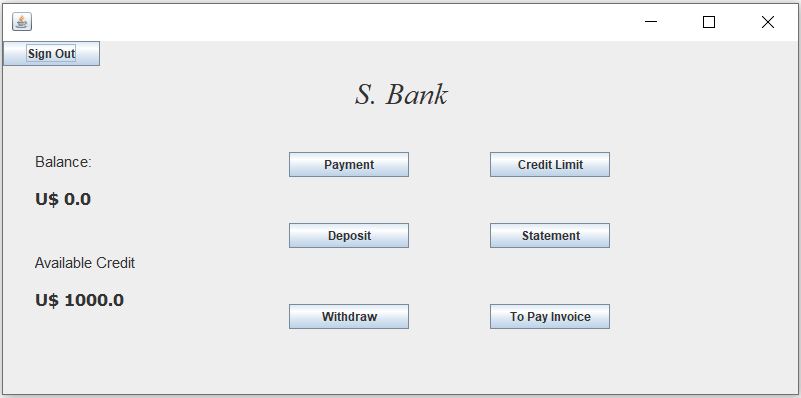 Sign Out
S. Bank
Balance:
U$ 0.0
Available Credit
U$ 1000.0
Payment
Credit Limit
Deposit
Statement
Withdraw
To Pay Invoice